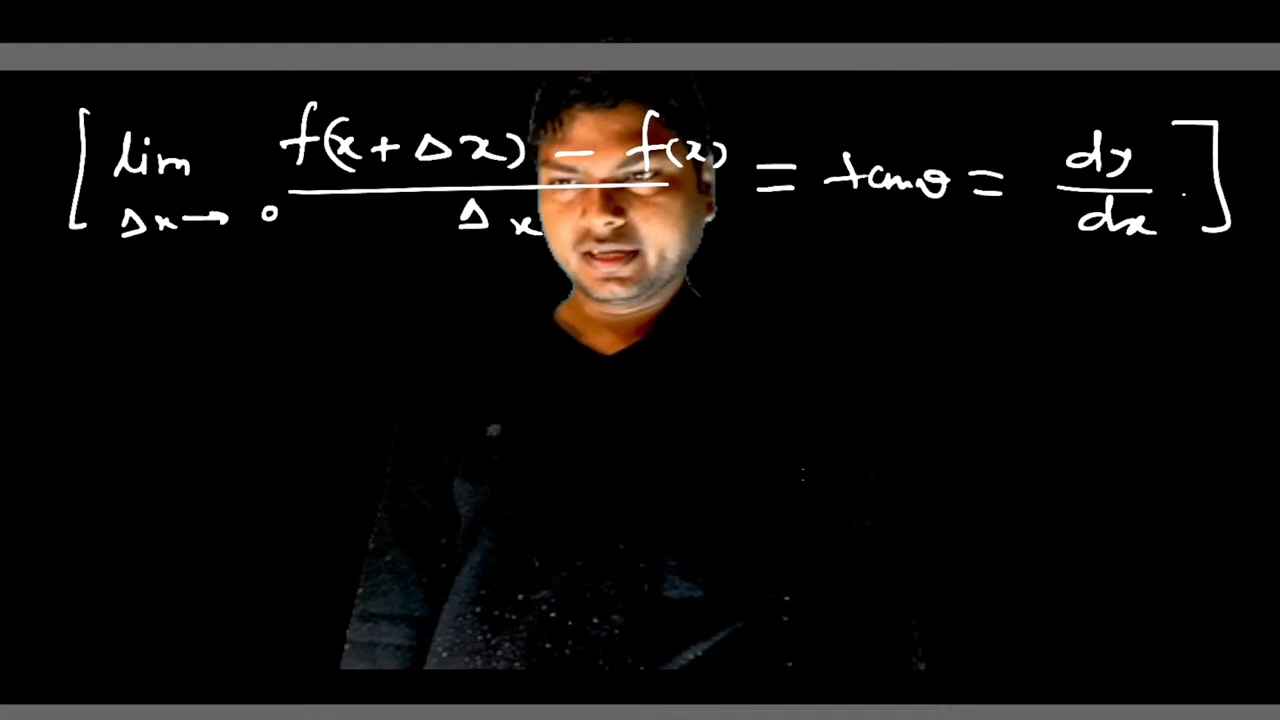 [ lim Δx→0 (f(x+Δx) − f(x)) / Δx = tanθ = dy/dx ]